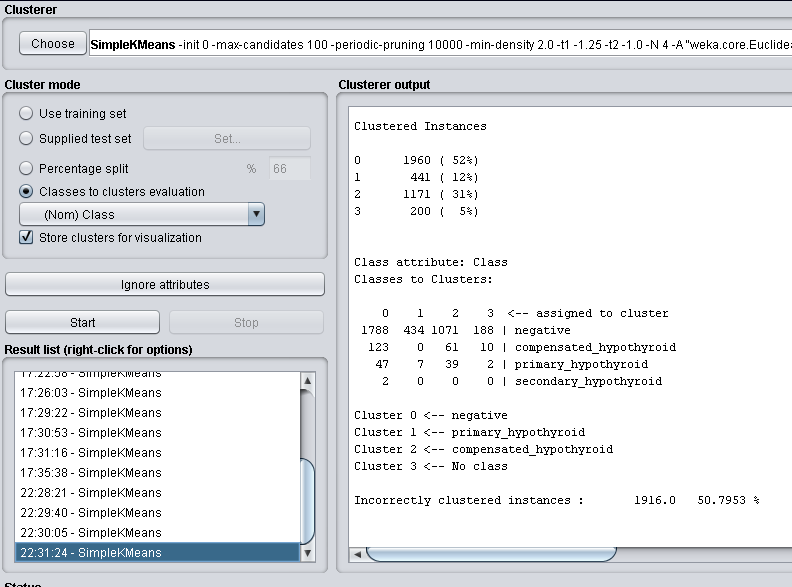 Clusterer
Choose SimpleKMeans -init 0 -max-candidates 100 -periodic-pruning 10000 -min-density 2.0 -t1 -1.25 -t2 -1.0 -N 4 -A "weka.core.Euclidea
Cluster mode
Use training set
Supplied test set Set...
Percentage split % 66
Classes to clusters evaluation
(Nom) Class
Store clusters for visualization
Ignore attributes
Start Stop
Result list (right-click for options)
17:22:58 - SimpleKMeans
17:26:03 - SimpleKMeans
17:29:22 - SimpleKMeans
17:30:53 - SimpleKMeans
17:31:16 - SimpleKMeans
17:35:38 - SimpleKMeans
22:28:21 - SimpleKMeans
22:29:40 - SimpleKMeans
22:30:05 - SimpleKMeans
22:31:24 - SimpleKMeans
Clusterer output
Clustered Instances
0 1960 ( 52%)
1 441 ( 12%)
2 1171 ( 31%)
3 200 ( 5%)
Class attribute: Class
Classes to Clusters:
0 1 2 3 <-- assigned to cluster
1788 434 1071 188 | negative
123 0 61 10 | compensated_hypothyroid
47 7 39 2 | primary_hypothyroid
2 0 0 0 | secondary_hypothyroid
Cluster 0 <-- negative
Cluster 1 <-- primary_hypothyroid
Cluster 2 <-- compensated_hypothyroid
Cluster 3 <-- No class
Incorrectly clustered instances : 1916.0 50.7953 %
Status